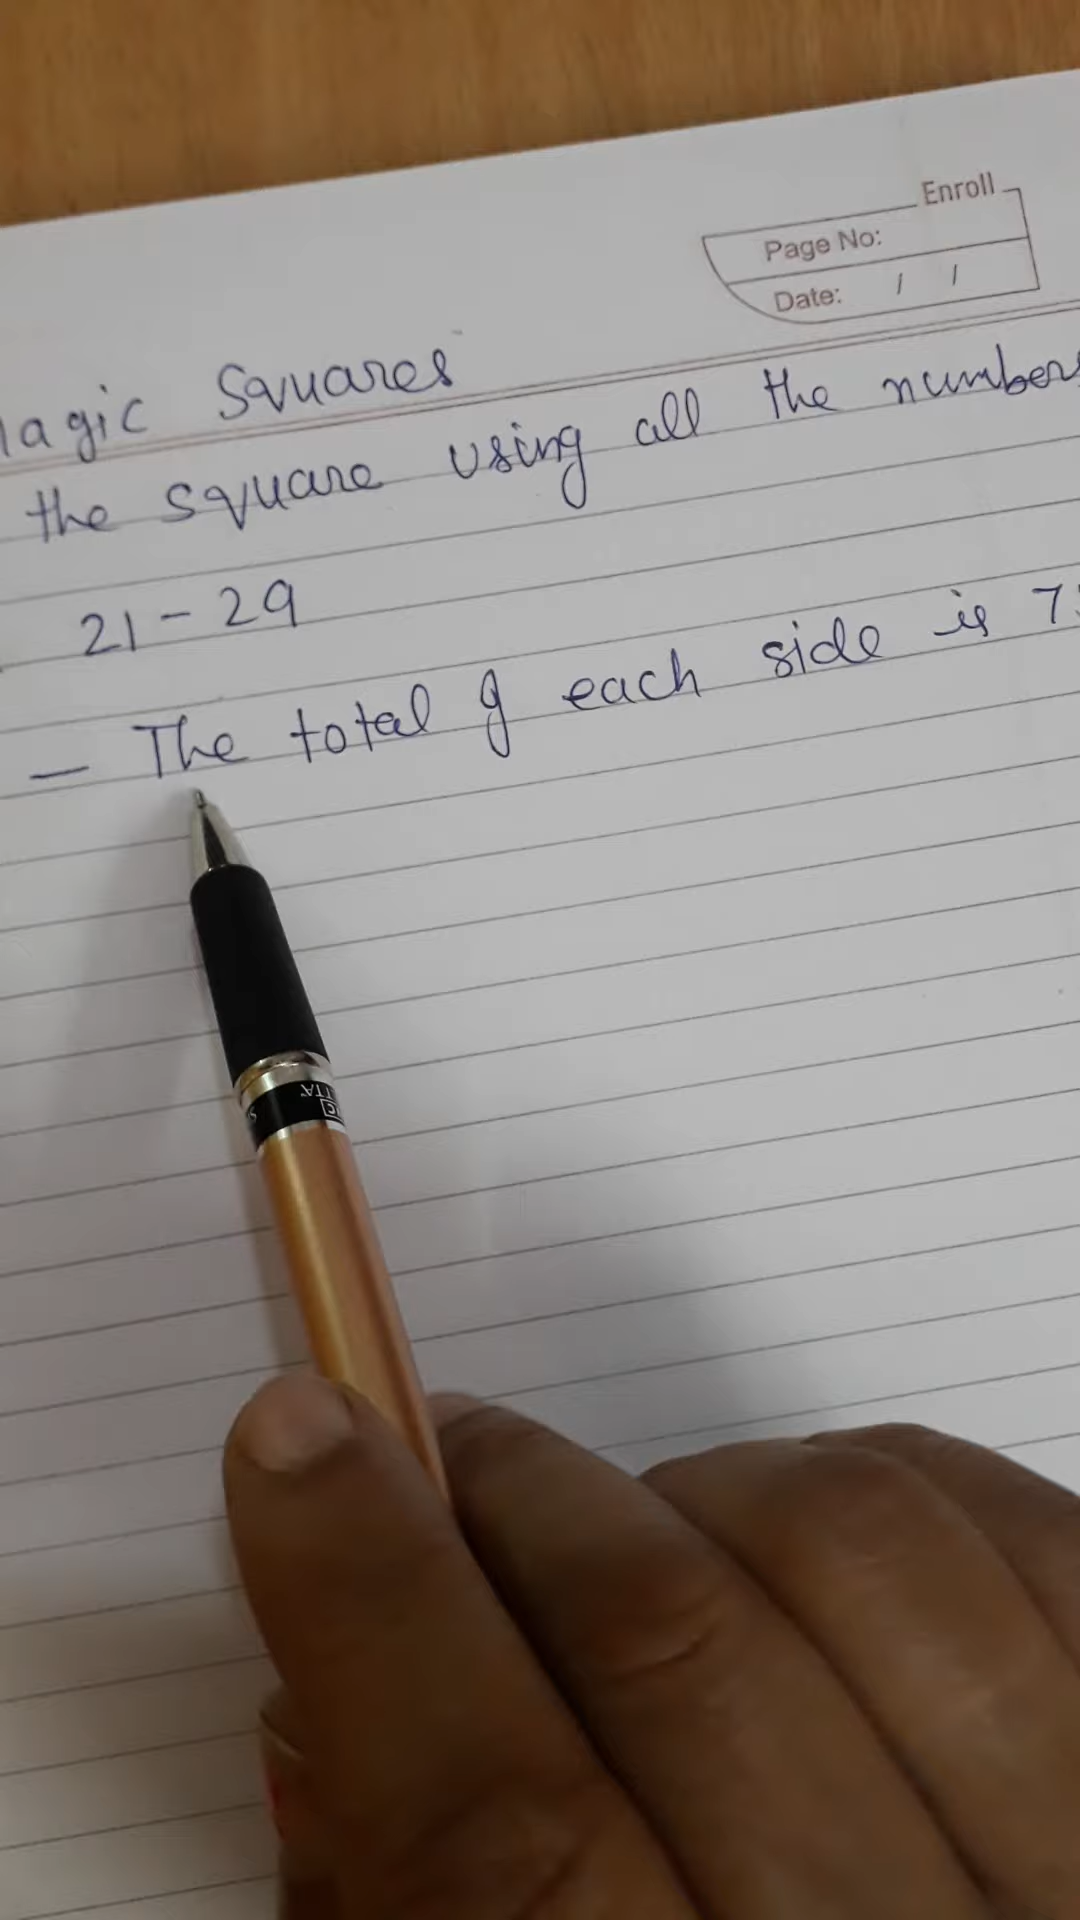 Enroll
Page No:
Date: / /
agic Squares
the square using all the numbers
21 - 29
- The total of each side is 7